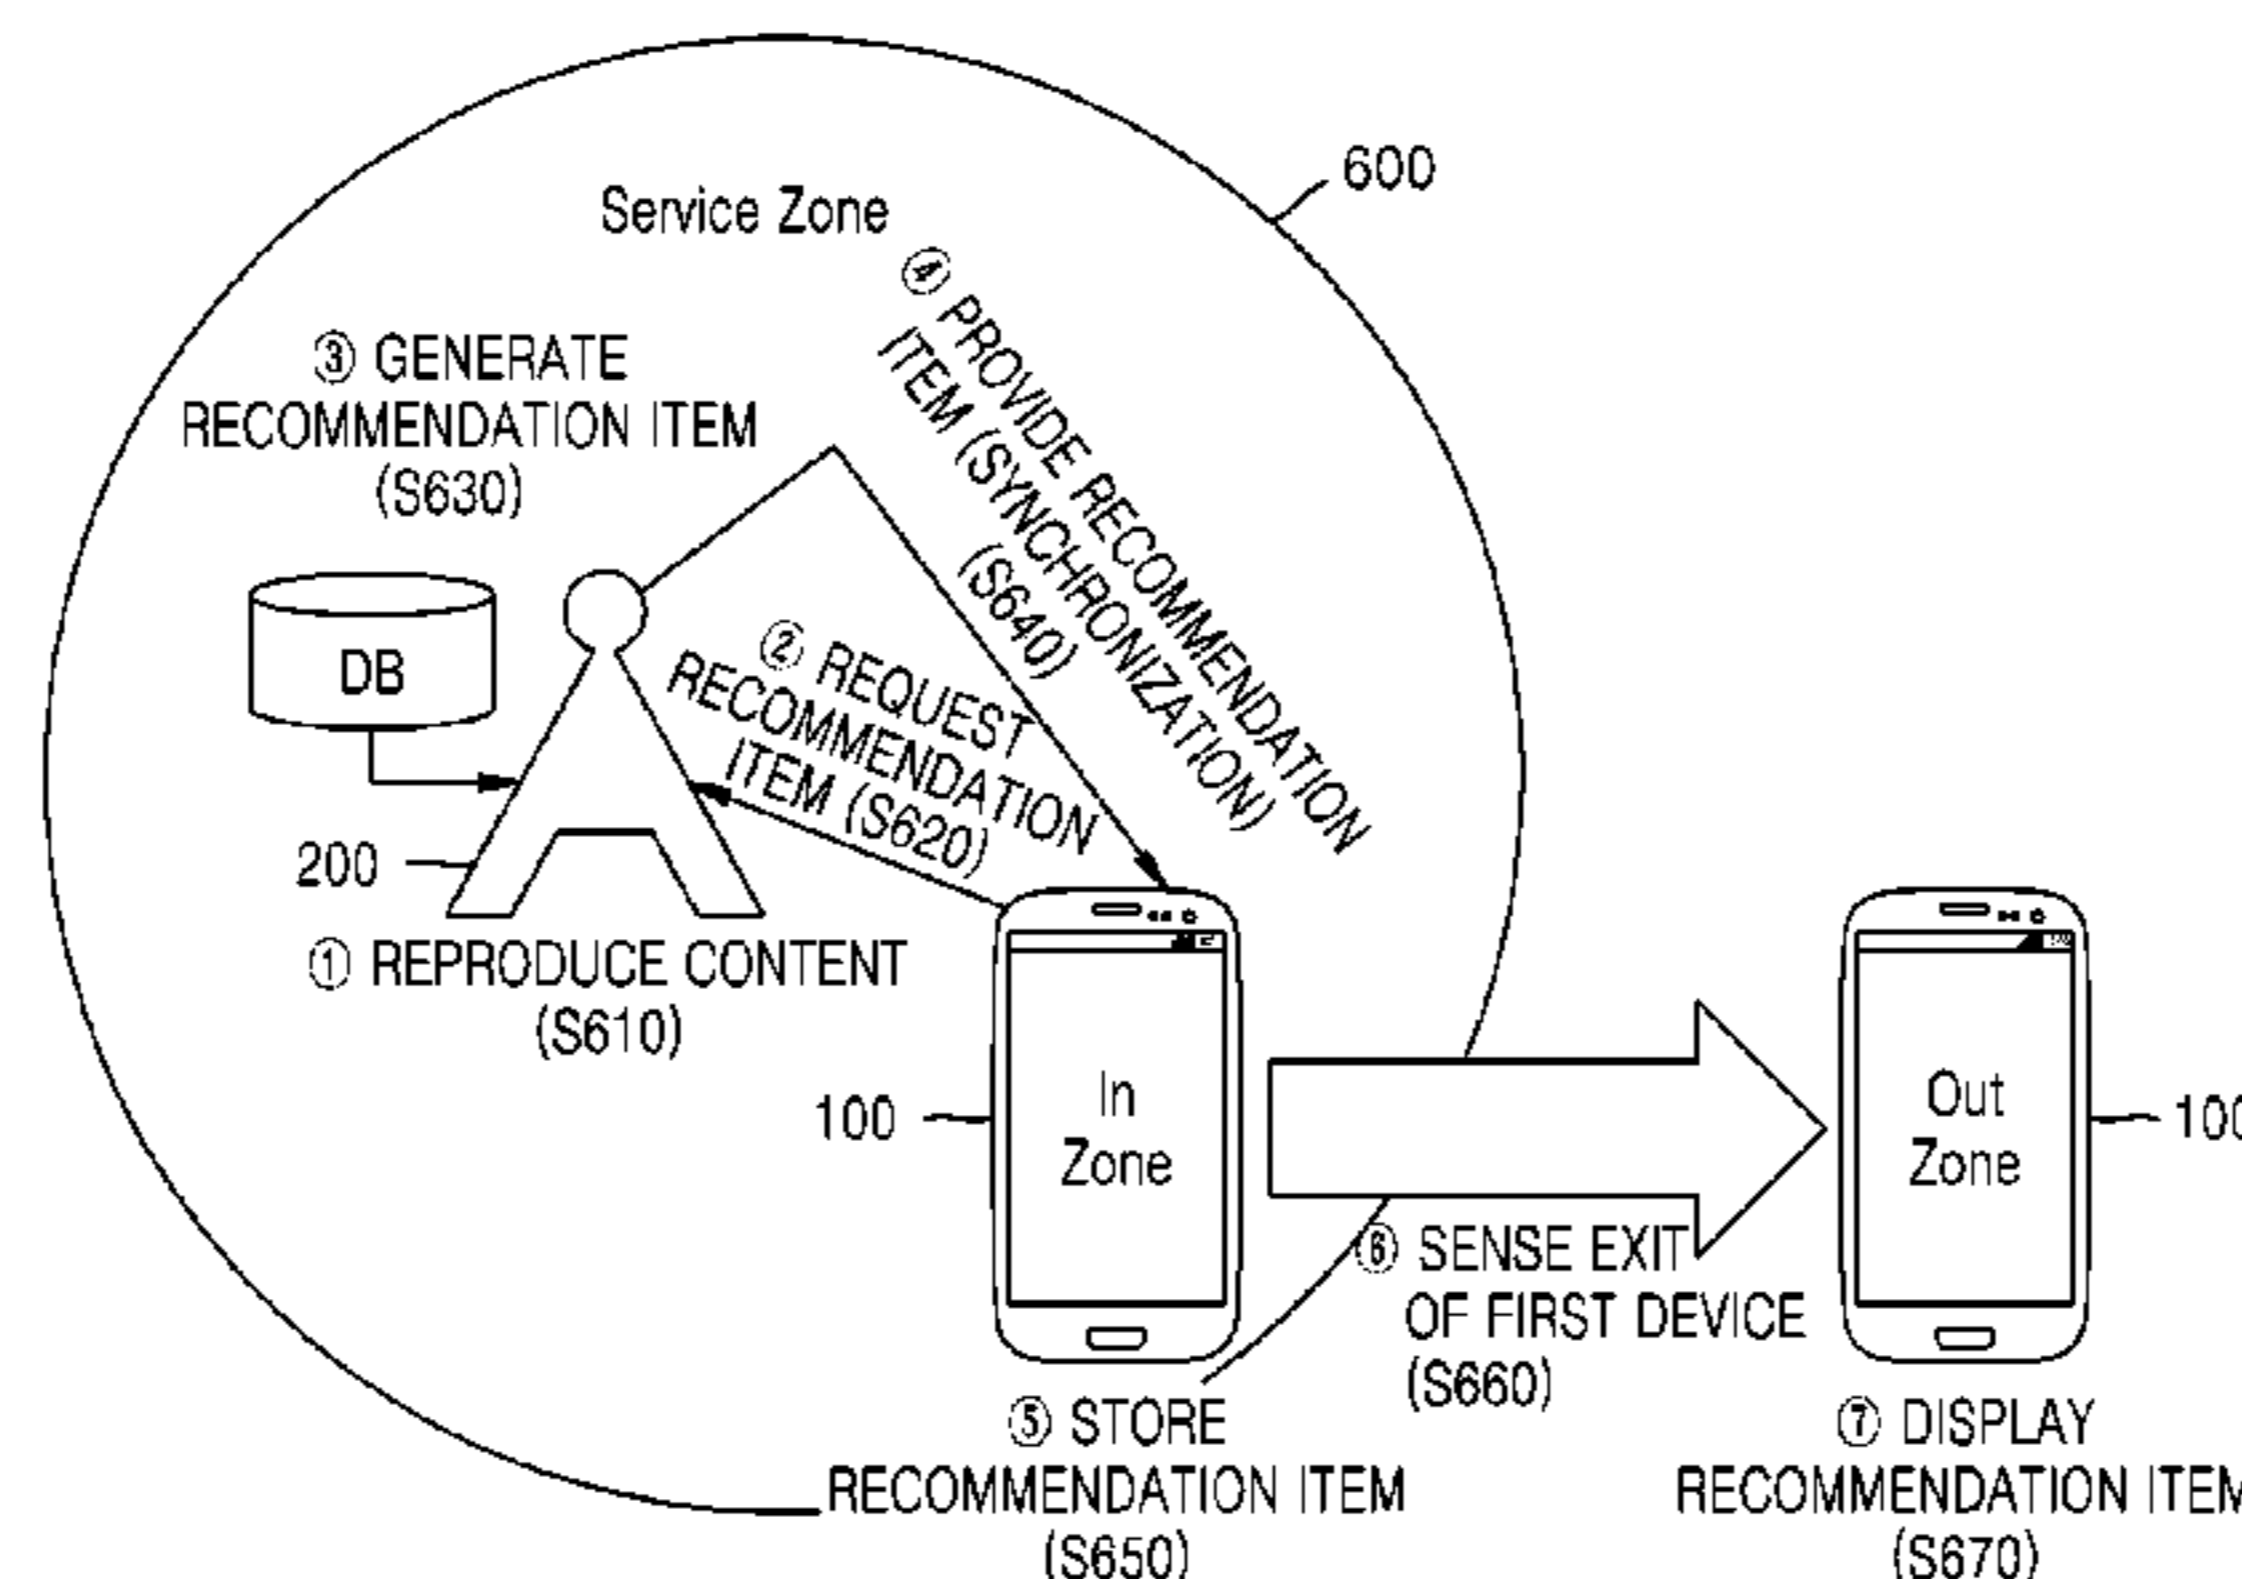 600
Service Zone
④ PROVIDE RECOMMENDATION
ITEM (SYNCHRONIZATION)
(S640)
③ GENERATE
RECOMMENDATION ITEM
(S630)
DB
② REQUEST
RECOMMENDATION
ITEM (S620)
200
① REPRODUCE CONTENT
(S610)
100
In
Zone
Out
Zone
100
⑥ SENSE EXIT
OF FIRST DEVICE
(S660)
⑤ STORE
RECOMMENDATION ITEM
(S650)
⑦ DISPLAY
RECOMMENDATION ITEM
(S670)